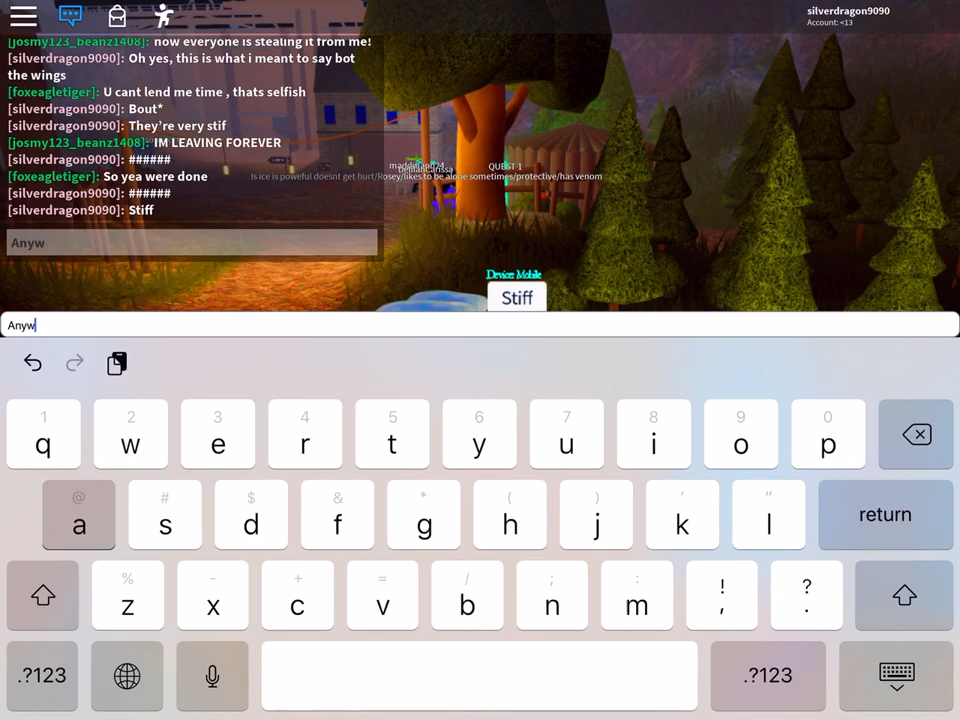 silverdragon9090
Account: <13
[josmy123_beanz1408]: now everyone is stealing it from me!
[silverdragon9090]: Oh yes, this is what i meant to say bot
the wings
[foxeagletiger]: U cant lend me time , thats selfish
[silverdragon9090]: Bout*
[silverdragon9090]: They're very stif
[josmy123_beanz1408]: IM LEAVING FOREVER
[silverdragon9090]: ######
[foxeagletiger]: So yea were done
[silverdragon9090]: ######
[silverdragon9090]: Stiff
QUEST 1
Is ice is poweful doesnt get hurt/Rosey/likes to be alone sometimes/protective/has venom
Anyw
Device: Mobile
Stiff
Anyw
1 2 3 4 5 6 7 8 9 0
q w e r t y u i o p
@ # $ & * ( ) ' "
a s d f g h j k l return
% - + = / ; : ! ?
z x c v b n m , .
.?123 .?123